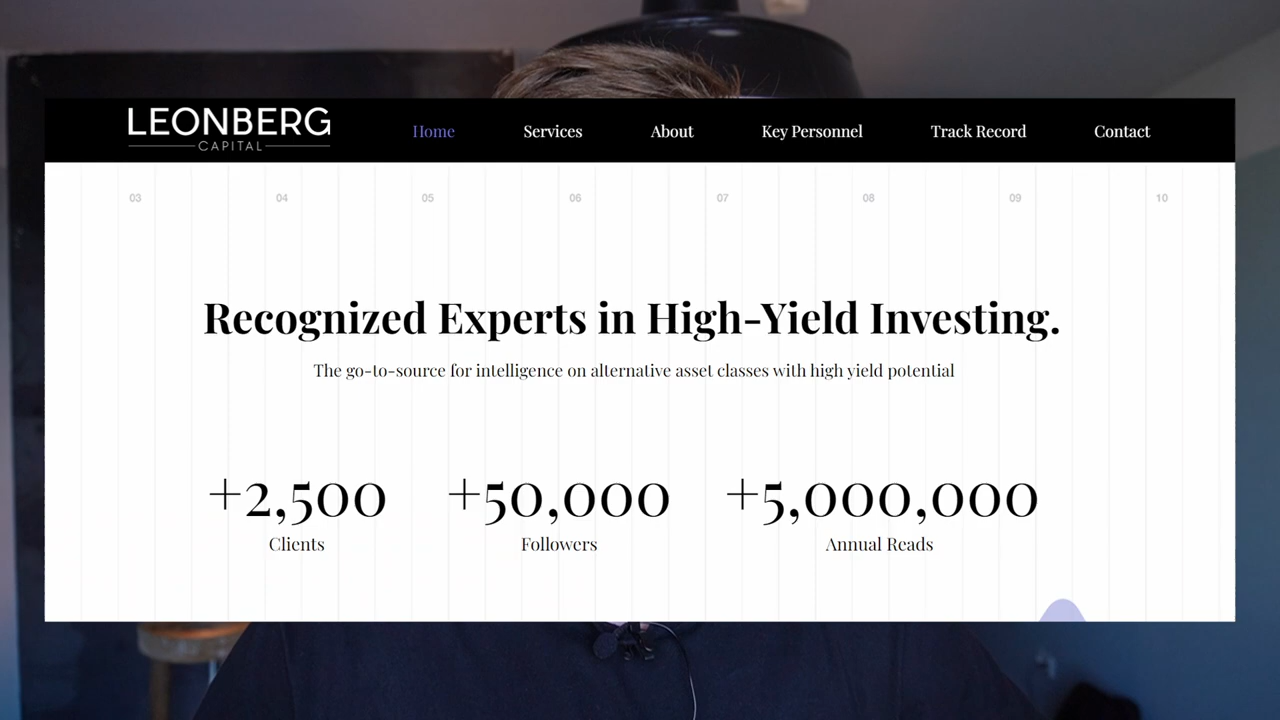 LEONBERG
CAPITAL
Home Services About Key Personnel Track Record Contact
03 04 05 06 07 08 09 10
Recognized Experts in High-Yield Investing.
The go-to-source for intelligence on alternative asset classes with high yield potential
+2,500 +50,000 +5,000,000
Clients Followers Annual Reads